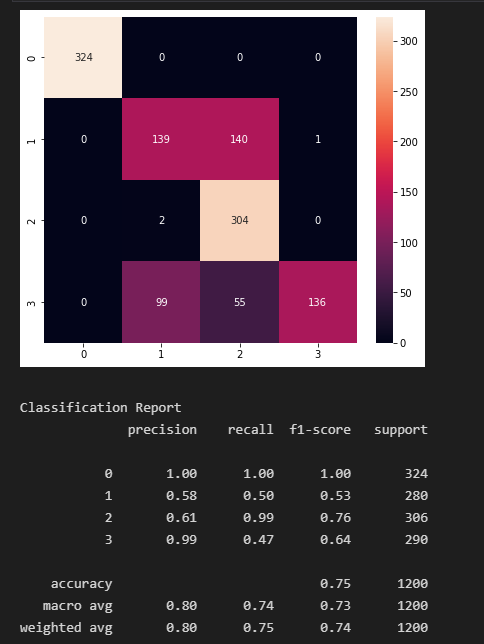 300
250
200
150
100
50
0
0 324 0 0 0
1 0 139 140 1
2 0 2 304 0
3 0 99 55 136
0 1 2 3
Classification Report
precision recall f1-score support
0 1.00 1.00 1.00 324
1 0.58 0.50 0.53 280
2 0.61 0.99 0.76 306
3 0.99 0.47 0.64 290
accuracy 0.75 1200
macro avg 0.80 0.74 0.73 1200
weighted avg 0.80 0.75 0.74 1200